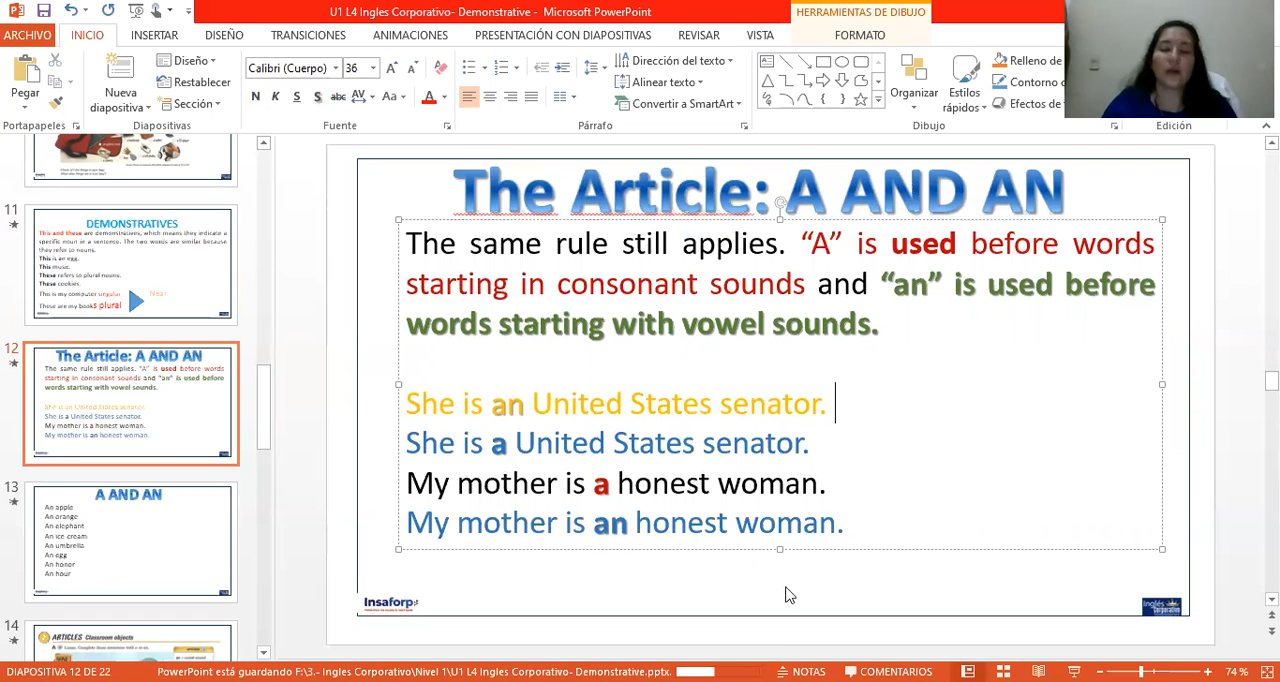 U1 L4 Ingles Corporativo- Demonstrative - Microsoft PowerPoint
HERRAMIENTAS DE DIBUJO
ARCHIVO INICIO INSERTAR DISEÑO TRANSICIONES ANIMACIONES PRESENTACIÓN CON DIAPOSITIVAS REVISAR VISTA FORMATO
Pegar
Nueva diapositiva
Diseño
Restablecer
Sección
Calibri (Cuerpo) 36
N K S S abc AV Aa A
Dirección del texto
Alinear texto
Convertir a SmartArt
Organizar
Estilos rápidos
Relleno de
Contorno
Efectos de
Portapapeles Diapositivas Fuente Párrafo Dibujo Edición
11
DEMONSTRATIVES
This and these are demonstratives, which means they indicate a
specific noun in a sentence. The two words are similar because
they refer to nouns.
This is an egg.
This music.
These refers to plural nouns.
These cookies.
This is my computer singular
These are my books plural
Near
12
The Article: A AND AN
The same rule still applies. “A” is used before words
starting in consonant sounds and “an” is used before
words starting with vowel sounds.
She is an United States senator.
She is a United States senator.
My mother is a honest woman.
My mother is an honest woman.
13
A AND AN
An apple
An orange
An elephant
An ice cream
An umbrella
An egg
An honor
An hour
14
ARTICLES Classroom objects
The Article: A AND AN
The same rule still applies. “A” is used before words
starting in consonant sounds and “an” is used before
words starting with vowel sounds.
She is an United States senator.
She is a United States senator.
My mother is a honest woman.
My mother is an honest woman.
Insaforp
Inglés
Corporativo
DIAPOSITIVA 12 DE 22 PowerPoint está guardando F:\3.- Ingles Corporativo\Nivel 1\U1 L4 Ingles Corporativo- Demonstrative.pptx. NOTAS COMENTARIOS 74 %